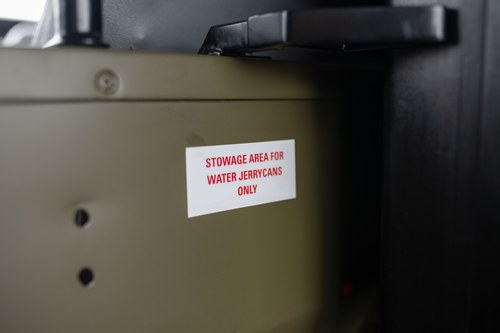 STOWAGE AREA FOR
WATER JERRYCANS
ONLY